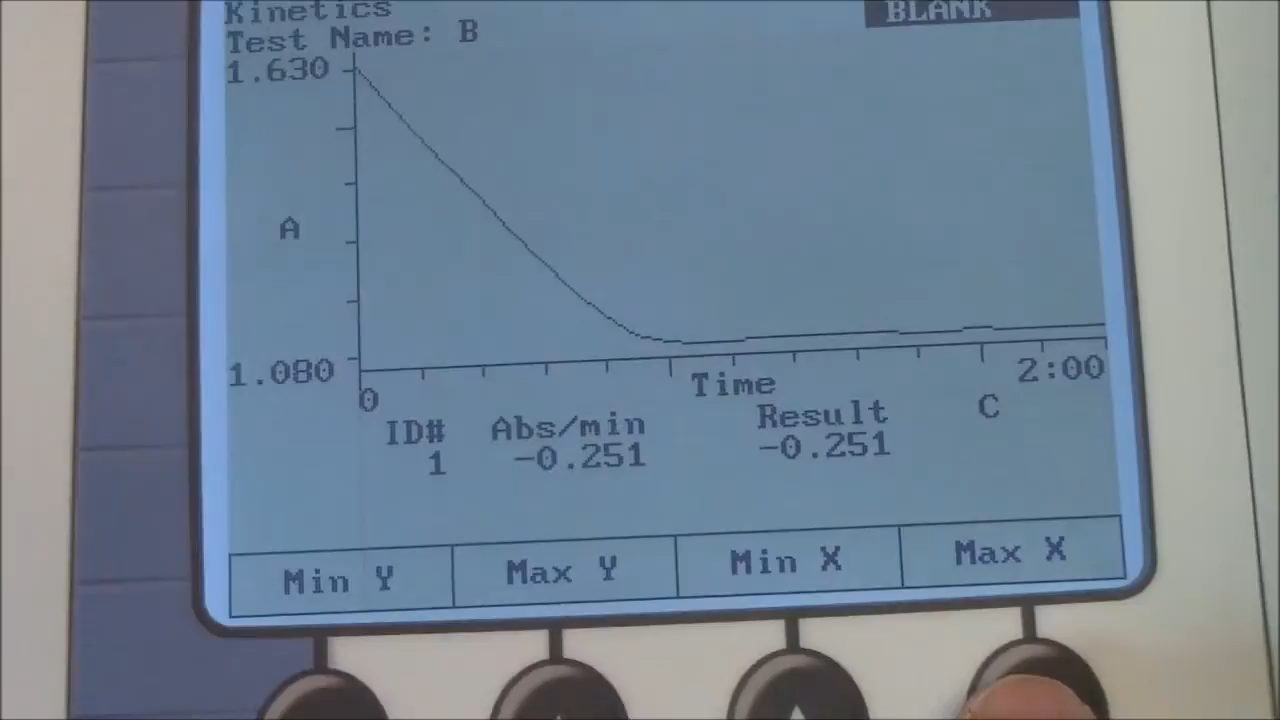 Kinetics
BLANK
Test Name: B
1.630
A
1.080
0
Time
2:00
ID# Abs/min Result C
1 -0.251 -0.251
Min Y Max Y Min X Max X